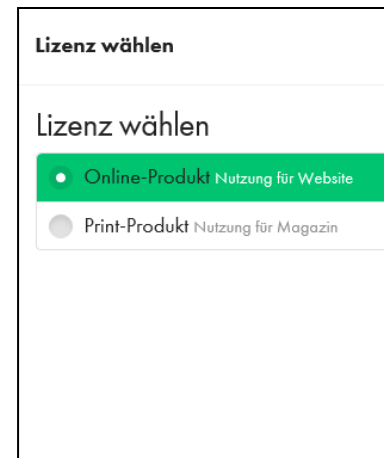 Lizenz wählen
Lizenz wählen
Online-Produkt Nutzung für Website
Print-Produkt Nutzung für Magazin